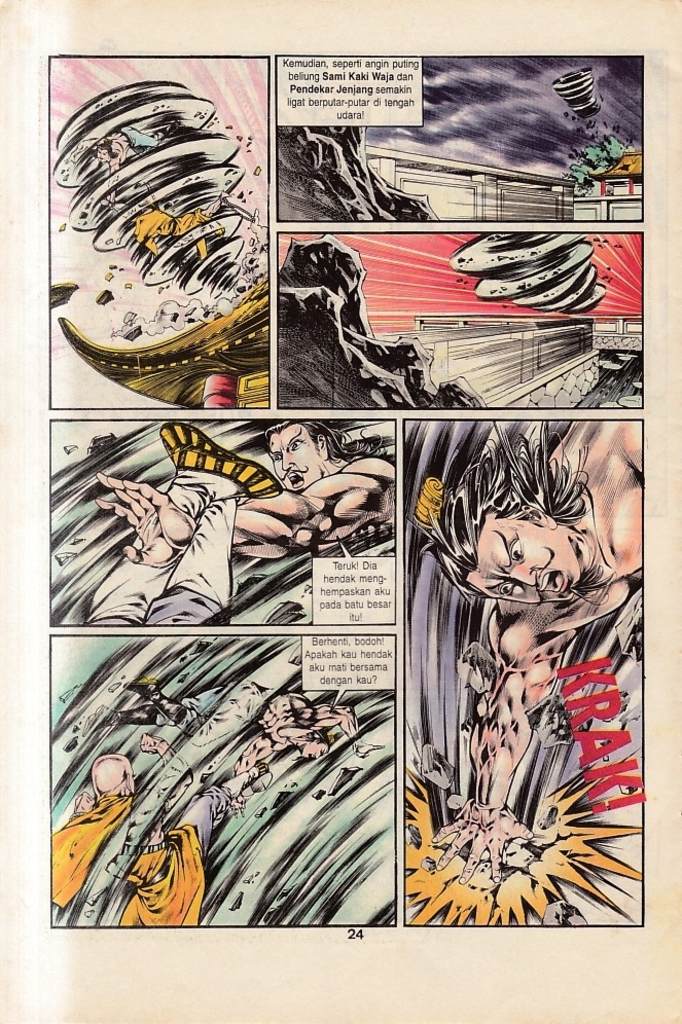 Kemudian, seperti angin puting
beliung Sami Kaki Waja dan
Pendekar Jenjang semakin
ligat berputar-putar di tengah
udara!
Teruk! Dia
hendak meng-
hempaskan aku
pada batu besar
itu!
Berhenti, bodoh!
Apakah kau hendak
aku mati bersama
dengan kau?
KRAK!
24